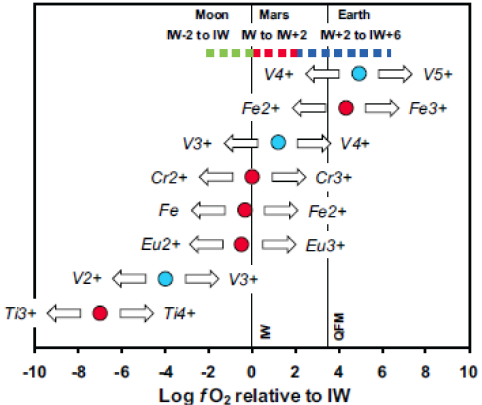 Moon Mars Earth
IW-2 to IW IW to IW+2 IW+2 to IW+6
V4+ V5+
Fe2+ Fe3+
V3+ V4+
Cr2+ Cr3+
Fe Fe2+
Eu2+ Eu3+
V2+ V3+
Ti3+ Ti4+
IW
QFM
-10 -8 -6 -4 -2 0 2 4 6 8 10
Log fO2 relative to IW